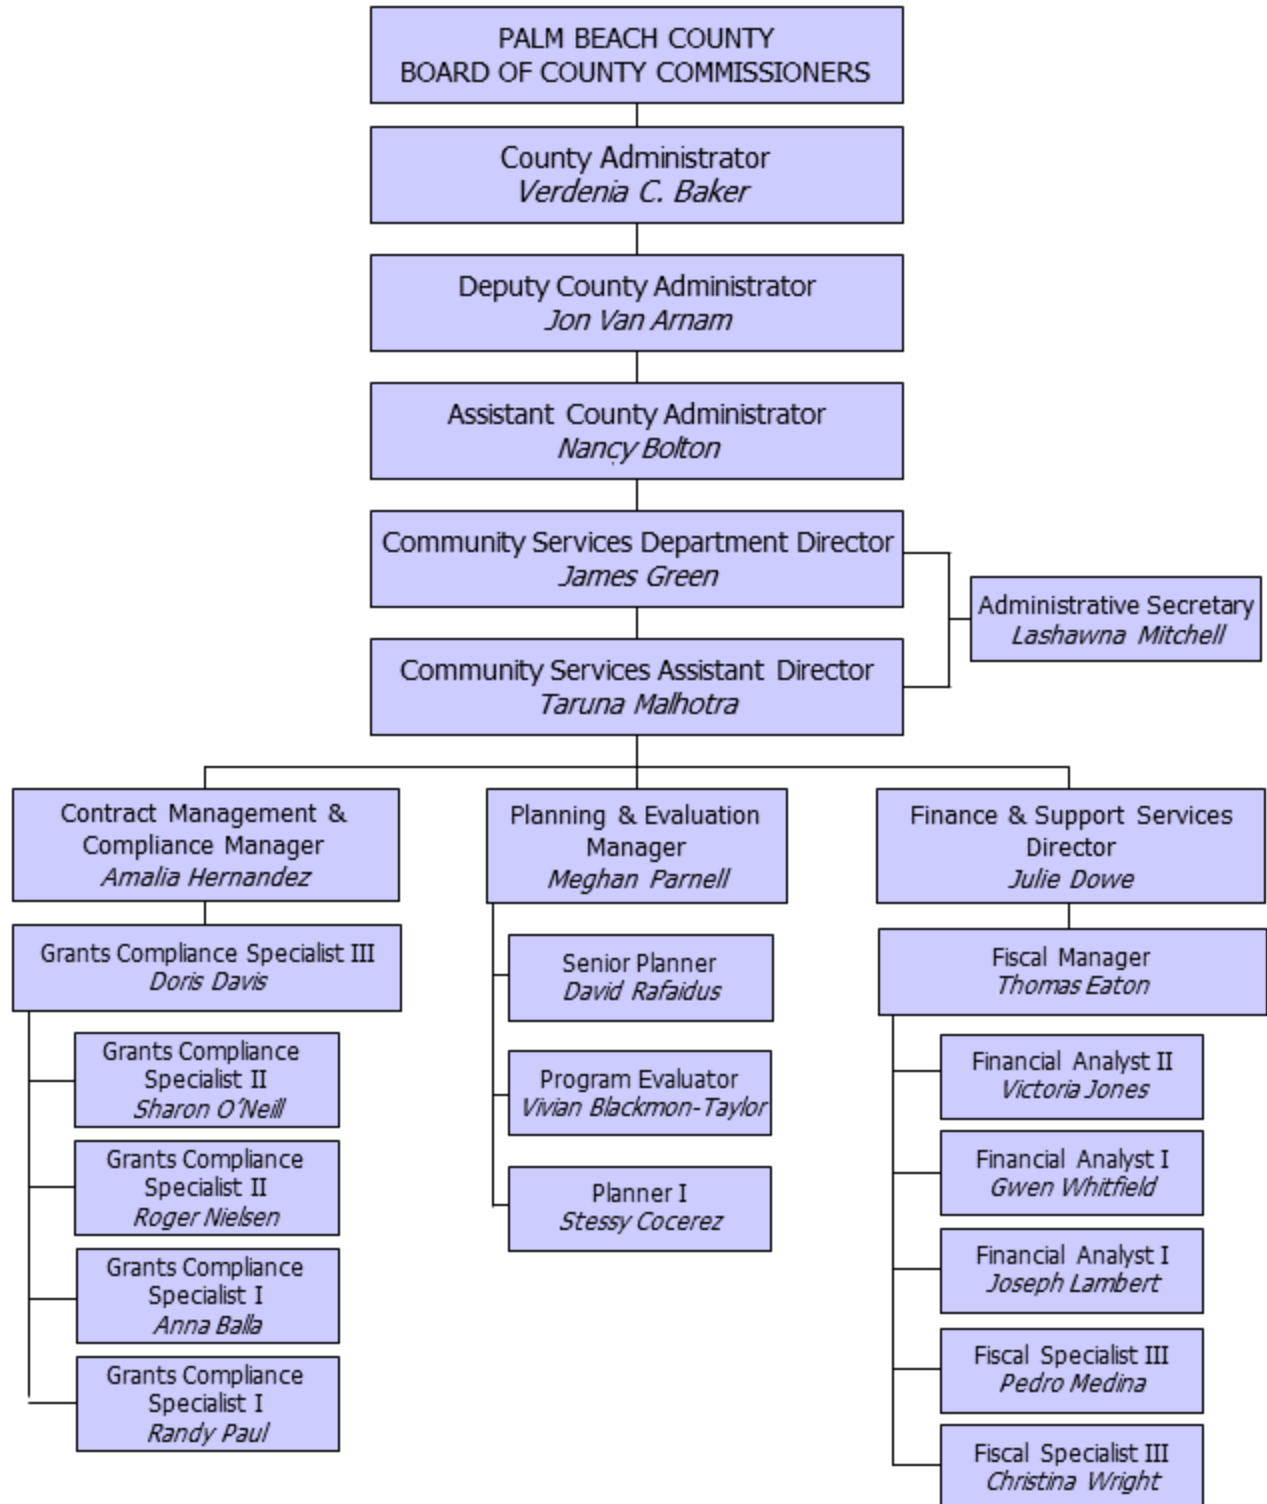 PALM BEACH COUNTY
BOARD OF COUNTY COMMISSIONERS
County Administrator
Verdenia C. Baker
Deputy County Administrator
Jon Van Arnam
Assistant County Administrator
Nancy Bolton
Community Services Department Director
James Green
Administrative Secretary
Lashawna Mitchell
Community Services Assistant Director
Taruna Malhotra
Contract Management &
Compliance Manager
Amalia Hernandez
Grants Compliance Specialist III
Doris Davis
Grants Compliance
Specialist II
Sharon O´Neill
Grants Compliance
Specialist II
Roger Nielsen
Grants Compliance
Specialist I
Anna Balla
Grants Compliance
Specialist I
Randy Paul
Planning & Evaluation
Manager
Meghan Parnell
Senior Planner
David Rafaidus
Program Evaluator
Vivian Blackmon-Taylor
Planner I
Stessy Cocerez
Finance & Support Services
Director
Julie Dowe
Fiscal Manager
Thomas Eaton
Financial Analyst II
Victoria Jones
Financial Analyst I
Gwen Whitfield
Financial Analyst I
Joseph Lambert
Fiscal Specialist III
Pedro Medina
Fiscal Specialist III
Christina Wright